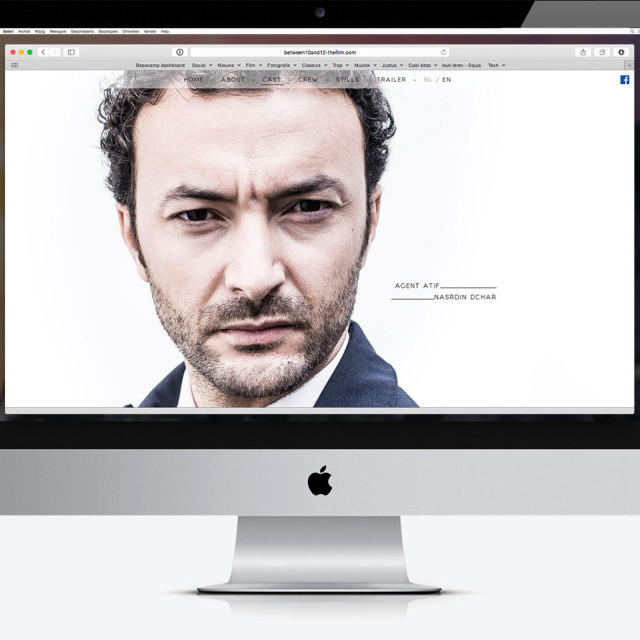 Safari Archief Wijzig Weergave Geschiedenis Bladwijzers Ontwikkel Venster Help
between10and12-thefilm.com
Basecamp dashboard Social Nieuws Film Fotografie Classics Trap Muziek Justus Cool sites leuk leren - Squla Tech
HOME ABOUT CAST CREW STILLS TRAILER NL / EN
AGENT ATIF
NASRDIN DCHAR